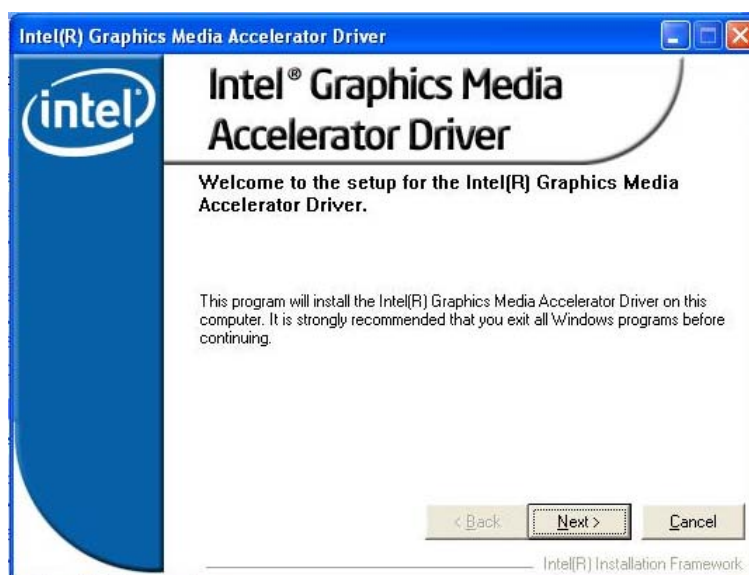 Intel(R) Graphics Media Accelerator Driver
intel
Intel® Graphics Media
Accelerator Driver
Welcome to the setup for the Intel(R) Graphics Media
Accelerator Driver.
This program will install the Intel(R) Graphics Media Accelerator Driver on this
computer. It is strongly recommended that you exit all Windows programs before
continuing.
< Back Next > Cancel
Intel(R) Installation Framework